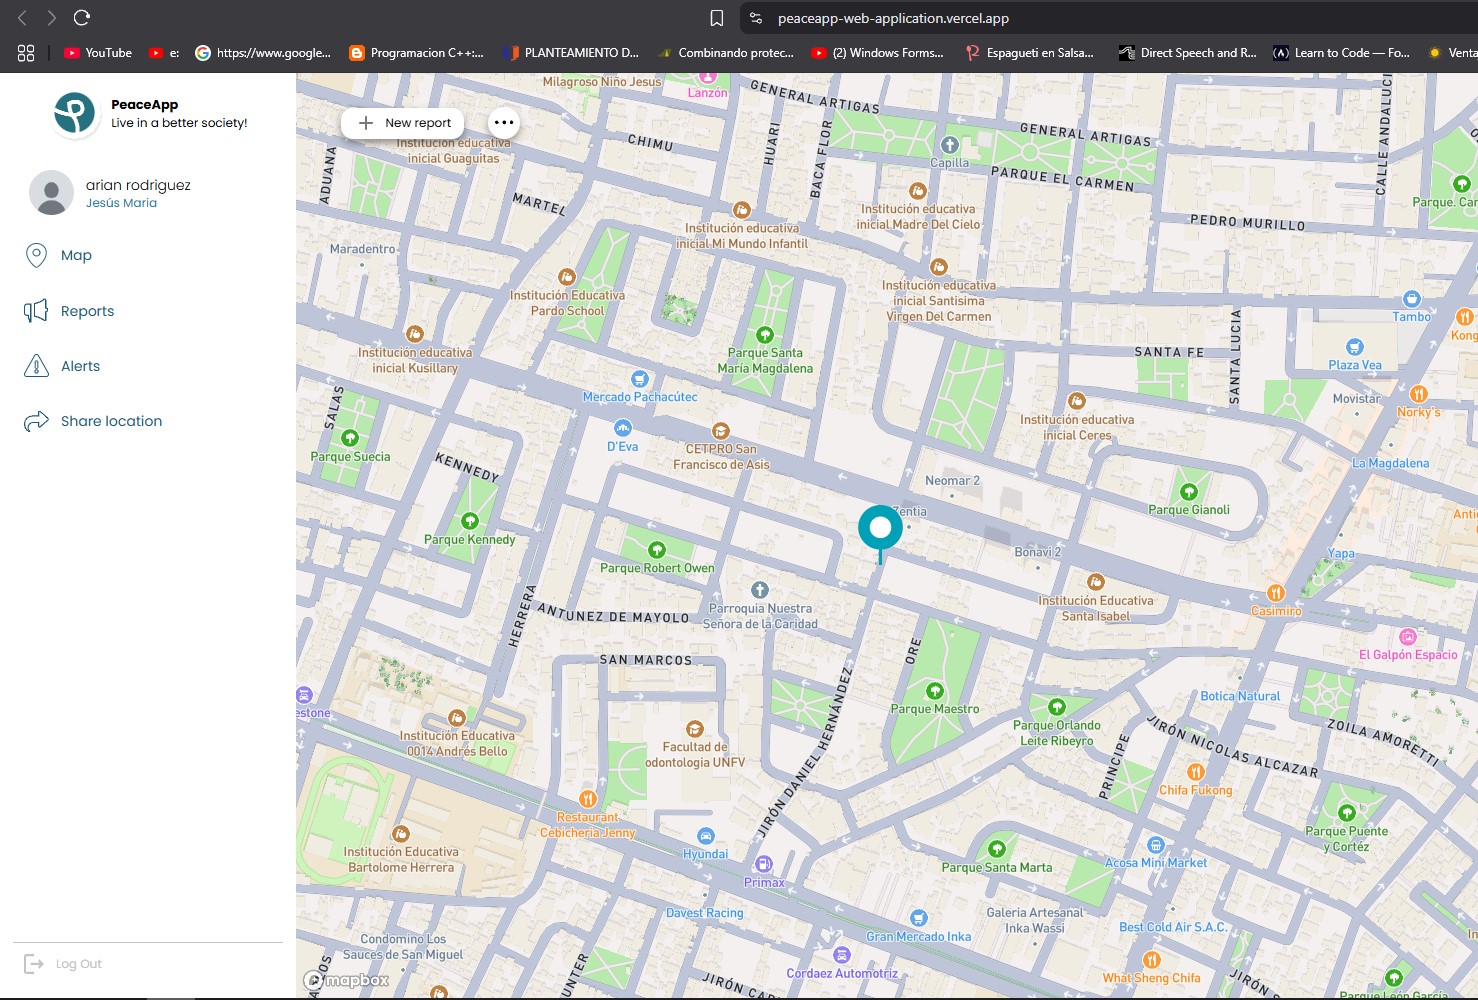 peaceapp-web-application.vercel.app
YouTube
e:
https://www.google...
Programacion C++:...
PLANTEAMIENTO D...
Combinando protec...
(2) Windows Forms...
Espagueti en Salsa...
Direct Speech and R...
Learn to Code — Fo...
Venta
PeaceApp
Live in a better society!
arian rodriguez
Jesús María
Map
Reports
Alerts
Share location
Log Out
New report
Milagroso Niño Jesus
Lanzón
GENERAL ARTIGAS
GENERAL ARTIGAS
Institución educativa
inicial Guaguitas
CHIMU
HUARI
BACA FLOR
Capilla
CALLE ANDALUCI
ADUANA
PARQUE EL CARMEN
Parque. Car
MARTEL
Institución educativa
inicial Madre Del Cielo
PEDRO MURILLO
Institución educativa
inicial Mi Mundo Infantil
Maradentro
Institución Educativa
Pardo School
Institución educativa
inicial Santisima
Virgen Del Carmen
Tambo
Kong
SANTA LUCIA
Institución educativa
inicial Kusillary
Parque Santa
María Magdalena
SANTA FE
Plaza Vea
Mercado Pachacútec
Movistar
Norky's
SALAS
Institución educativa
inicial Ceres
D'Eva
CETPRO San
Francisco de Asis
Parque Suecia
La Magdalena
KENNEDY
Neomar 2
Zentia
Parque Gianoli
Antic
Parque Kennedy
Bonavi 2
Yapa
Parque Robert Owen
HERRERA
Parroquia Nuestra
Senora de la Caridad
Institución Educativa
Santa Isabel
Casimiro
ANTUNEZ DE MAYOLO
ORE
El Galpón Espacio
SAN MARCOS
JIRÓN DANIEL HERNÁNDEZ
Botica Natural
estone
Parque Maestro
Parque Orlando
Leite Ribeyro
Institución Educativa
0014 Andrés Bello
Facultad de
odontologia UNFV
PRINCIPE
JIRÓN NICOLAS ALCAZAR
ZOILA AMORETTI
Chifa Fukong
Restaurant
Cebicheria Jenny
Parque Puente
y Cortéz
Institución Educativa
Bartolome Herrera
Hyundai
Primax
Parque Santa Marta
Acosa Mini Market
Davest Racing
Galeria Artesanal
Inka Wassi
Gran Mercado Inka
Best Cold Air S.A.C.
Condomino Los
Sauces de San Miguel
Cordaez Automotriz
What Sheng Chifa
mapbox
UNTER
JIRÓN CAR
JIRÓN
Parque León García